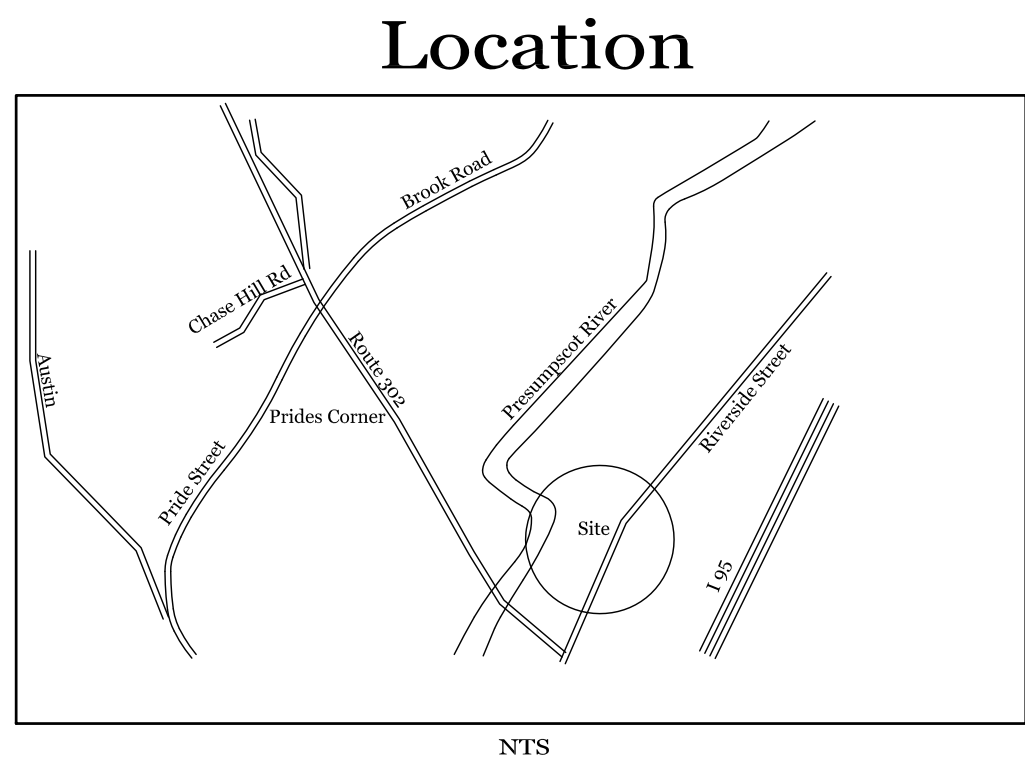 Location
Brook Road
Chase Hill Rd
Presumpscot River
Route 302
Austin
Riverside Street
Prides Corner
Pride Street
Site
I 95
NTS